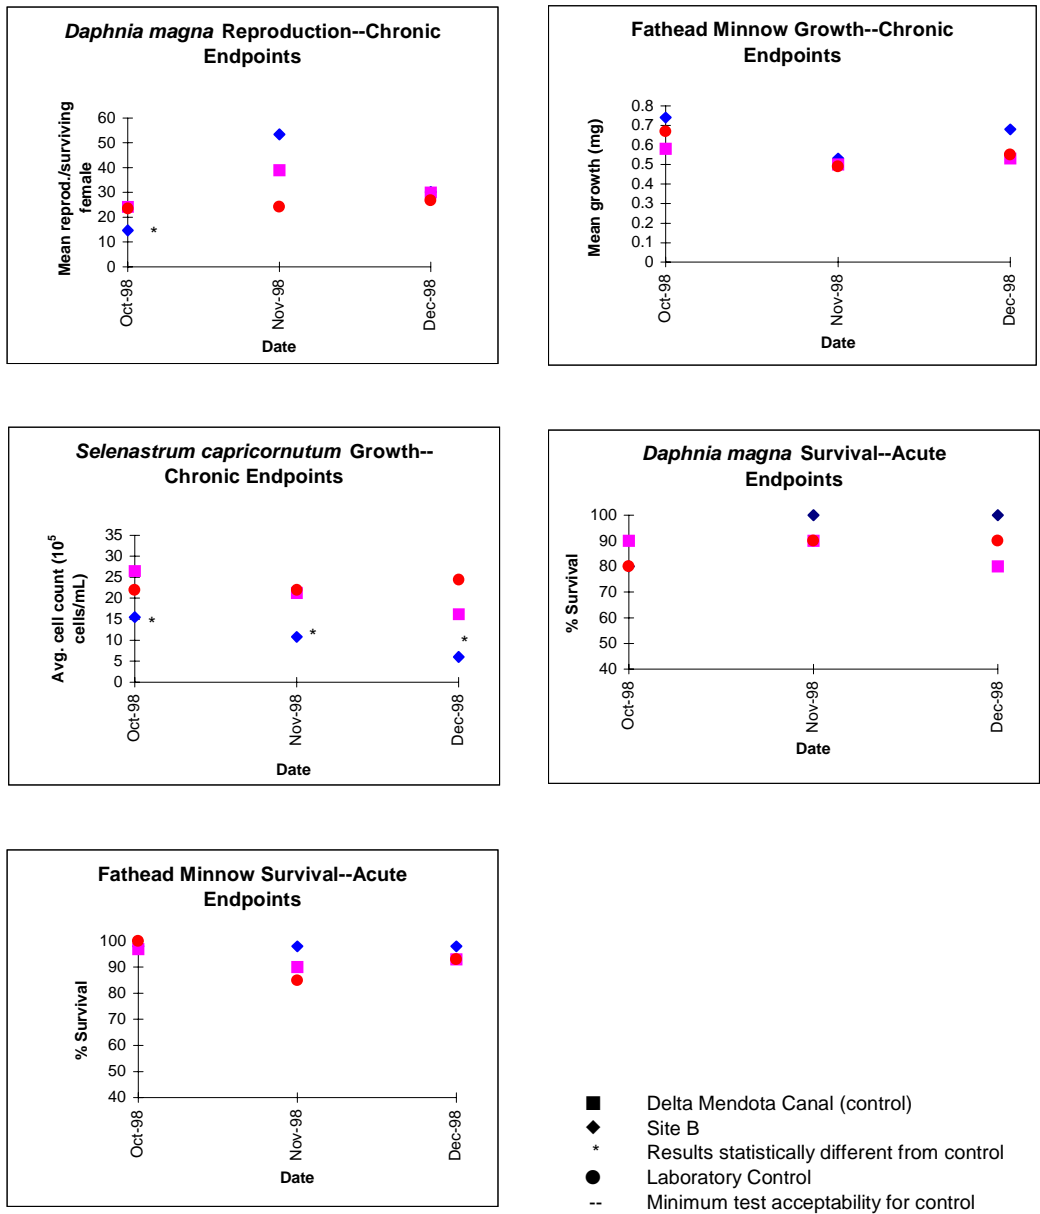 Daphnia magna Reproduction--Chronic
Endpoints
Mean reprod./surviving
female
60
50
40
30
20
10
0
*
Oct-98
Nov-98
Dec-98
Date
Fathead Minnow Growth--Chronic
Endpoints
Mean growth (mg)
0.8
0.7
0.6
0.5
0.4
0.3
0.2
0.1
0
Oct-98
Nov-98
Dec-98
Date
Selenastrum capricornutum Growth--
Chronic Endpoints
Avg. cell count (10⁵
cells/mL)
35
30
25
20
15
10
5
0
*
*
*
Oct-98
Nov-98
Dec-98
Date
Daphnia magna Survival--Acute
Endpoints
% Survival
100
90
80
70
60
50
40
Oct-98
Nov-98
Dec-98
Date
Fathead Minnow Survival--Acute
Endpoints
% Survival
100
90
80
70
60
50
40
Oct-98
Nov-98
Dec-98
Date
Delta Mendota Canal (control)
Site B
* Results statistically different from control
Laboratory Control
-- Minimum test acceptability for control